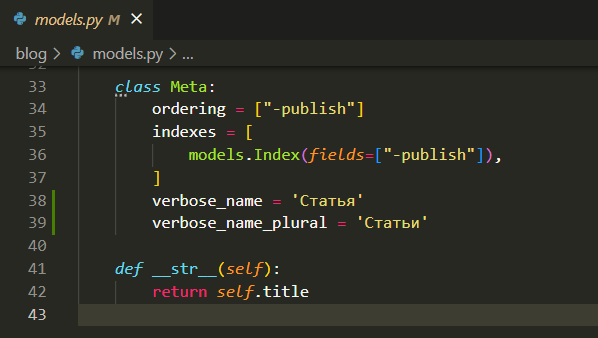 models.py M
blog > models.py > ...
33 class Meta:
34 ordering = ["-publish"]
35 indexes = [
36 models.Index(fields=["-publish"]),
37 ]
38 verbose_name = 'Статья'
39 verbose_name_plural = 'Статьи'
40
41 def __str__(self):
42 return self.title
43